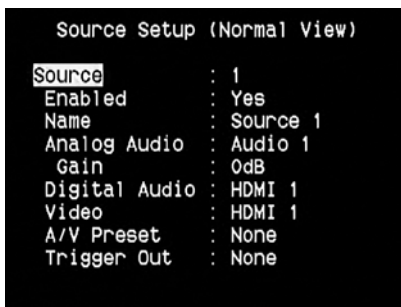 Source Setup (Normal View)
Source : 1
Enabled : Yes
Name : Source 1
Analog Audio : Audio 1
Gain : 0dB
Digital Audio : HDMI 1
Video : HDMI 1
A/V Preset : None
Trigger Out : None